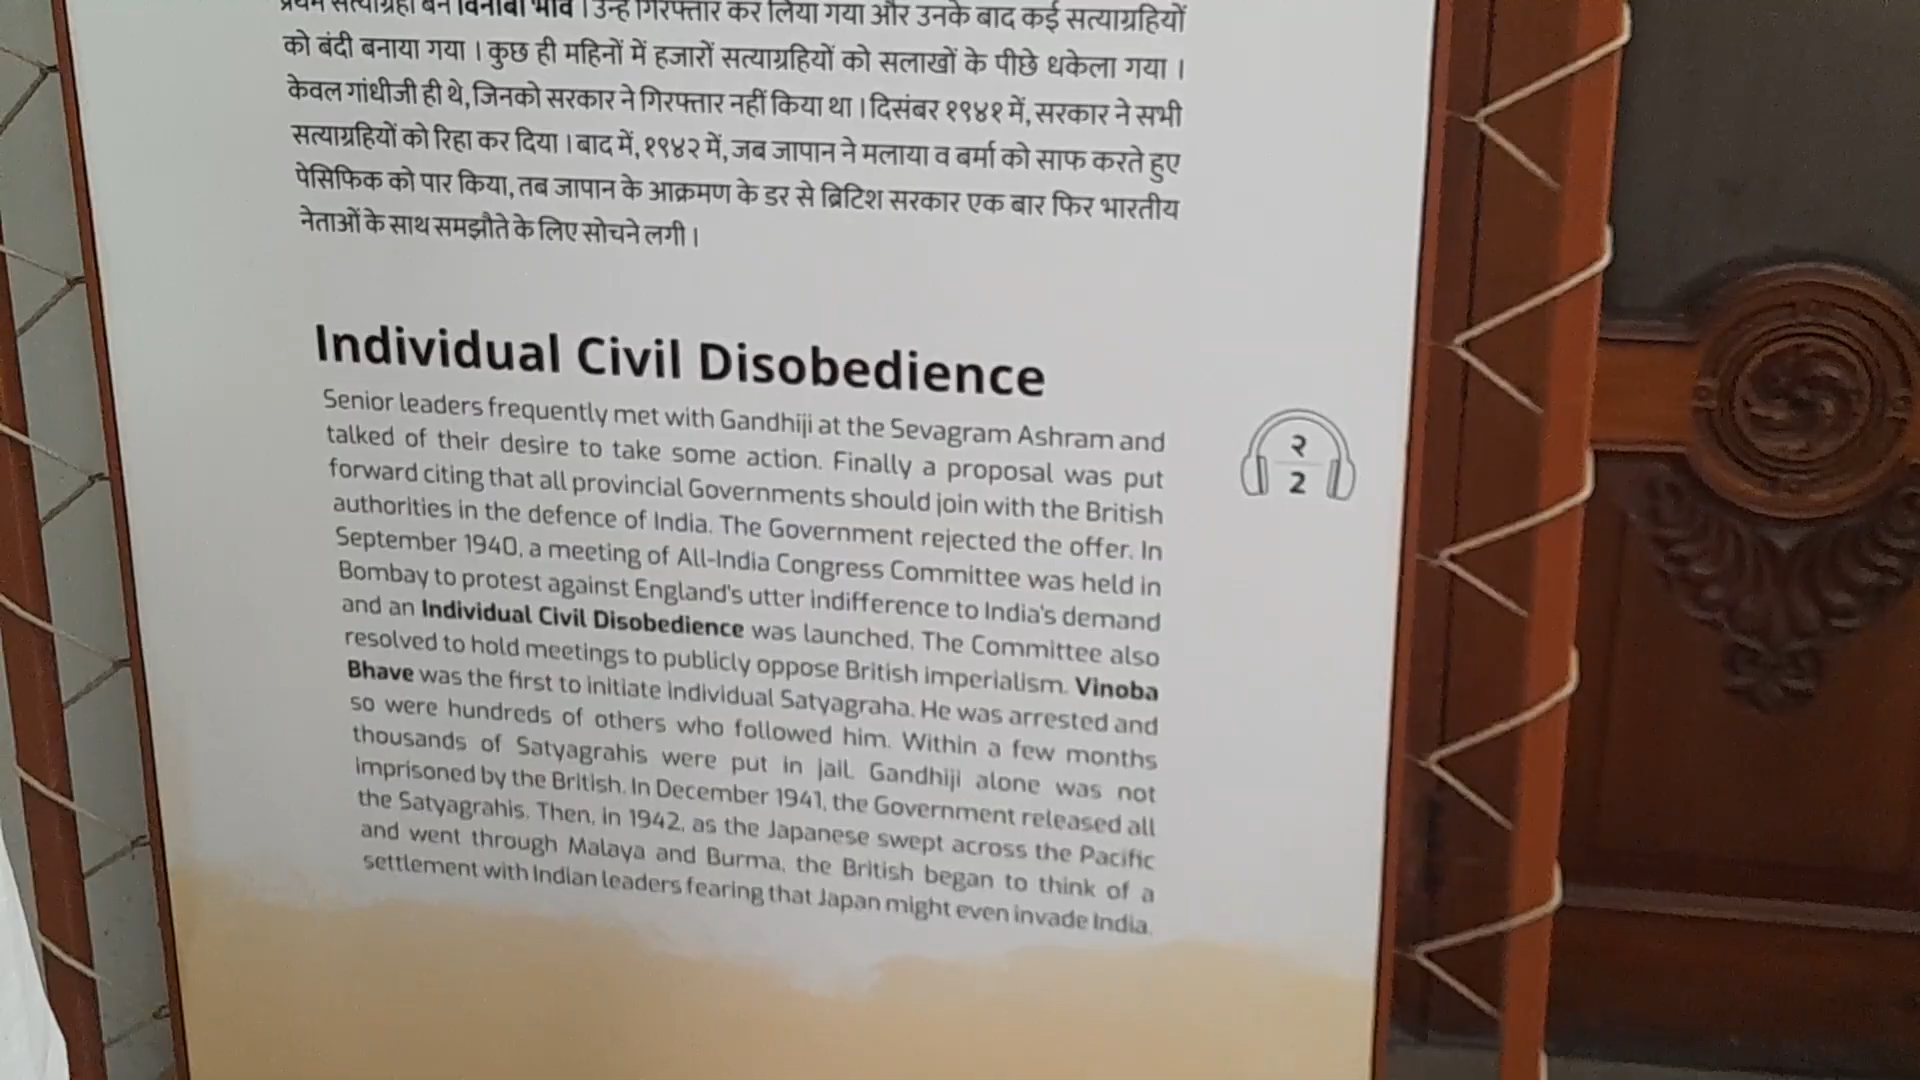 प्रथम सत्याग्रही बने विनोबा भावे । उन्हें गिरफ्तार कर लिया गया और उनके बाद कई सत्याग्रहियों
को बंदी बनाया गया । कुछ ही महिनों में हजारों सत्याग्रहियों को सलाखों के पीछे धकेला गया ।
केवल गांधीजी ही थे, जिनको सरकार ने गिरफ्तार नहीं किया था । दिसंबर १९४१ में, सरकार ने सभी
सत्याग्रहियों को रिहा कर दिया । बाद में, १९४२ में, जब जापान ने मलाया व बर्मा को साफ करते हुए
पेसिफिक को पार किया, तब जापान के आक्रमण के डर से ब्रिटिश सरकार एक बार फिर भारतीय
नेताओं के साथ समझौते के लिए सोचने लगी ।
Individual Civil Disobedience
Senior leaders frequently met with Gandhiji at the Sevagram Ashram and
talked of their desire to take some action. Finally a proposal was put
forward citing that all provincial Governments should join with the British
authorities in the defence of India. The Government rejected the offer. In
September 1940, a meeting of All-India Congress Committee was held in
Bombay to protest against England's utter indifference to India's demand
and an Individual Civil Disobedience was launched. The Committee also
resolved to hold meetings to publicly oppose British imperialism. Vinoba
Bhave was the first to initiate individual Satyagraha. He was arrested and
so were hundreds of others who followed him. Within a few months
thousands of Satyagrahis were put in jail. Gandhiji alone was not
imprisoned by the British. In December 1941, the Government released all
the Satyagrahis. Then, in 1942, as the Japanese swept across the Pacific
and went through Malaya and Burma, the British began to think of a
settlement with Indian leaders fearing that Japan might even invade India.
२
2